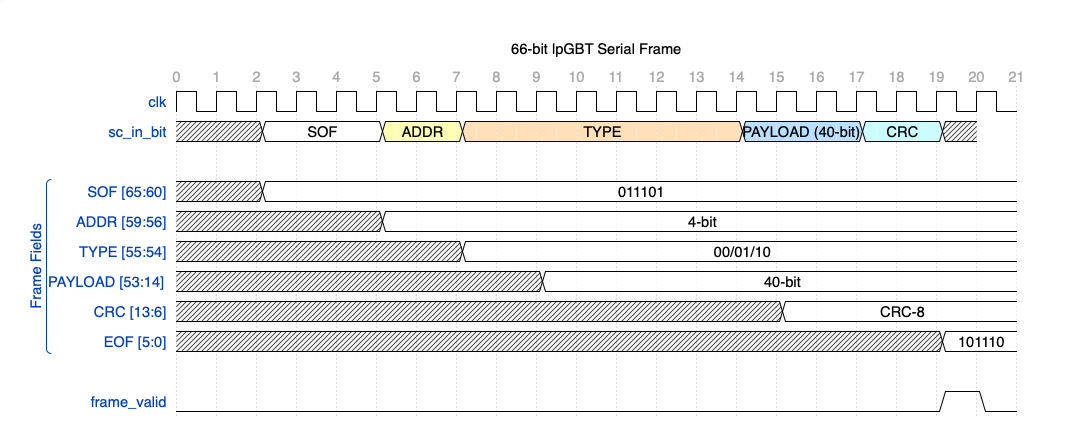 66-bit lpGBT Serial Frame
0 1 2 3 4 5 6 7 8 9 10 11 12 13 14 15 16 17 18 19 20 21
clk
sc_in_bit SOF ADDR TYPE PAYLOAD (40-bit) CRC
Frame Fields
SOF [65:60] 011101
ADDR [59:56] 4-bit
TYPE [55:54] 00/01/10
PAYLOAD [53:14] 40-bit
CRC [13:6] CRC-8
EOF [5:0] 101110
frame_valid